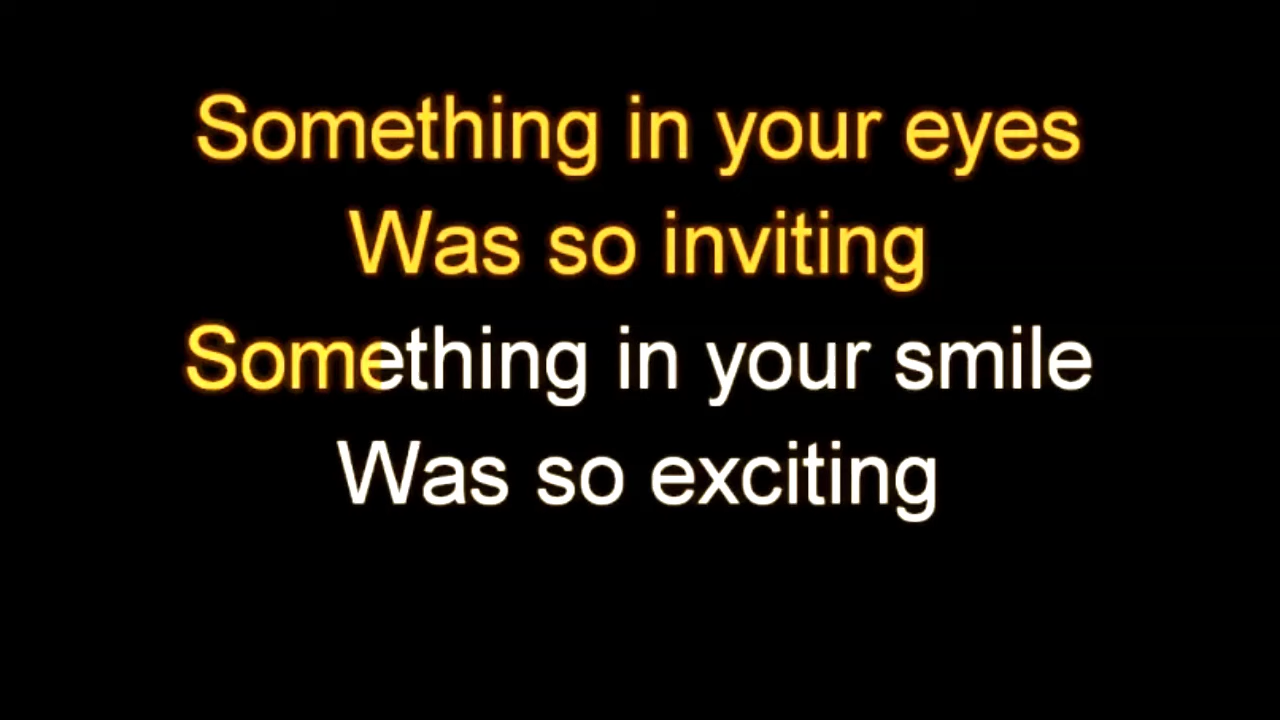 Something in your eyes
Was so inviting
Something in your smile
Was so exciting